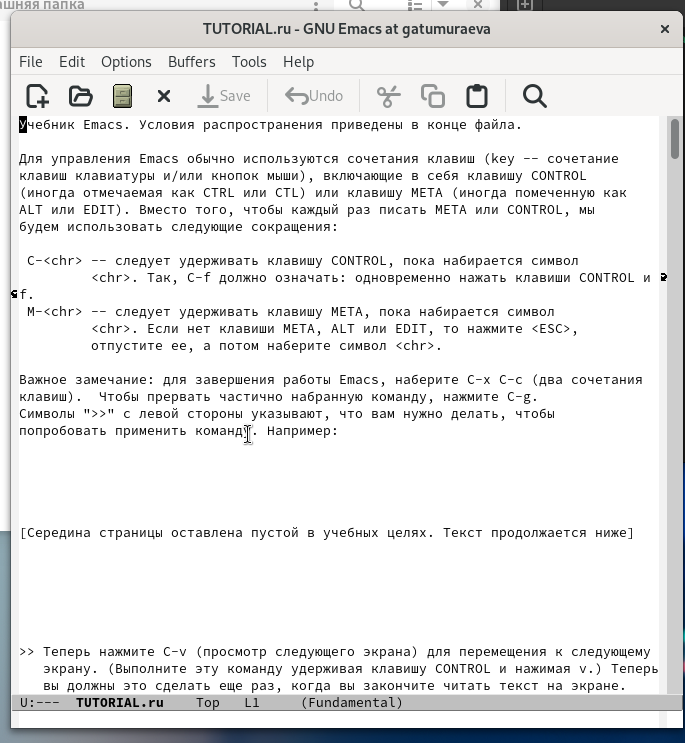 ашняя папка
TUTORIAL.ru - GNU Emacs at gatumuraeva
File Edit Options Buffers Tools Help
Save Undo
Учебник Emacs. Условия распространения приведены в конце файла.
Для управления Emacs обычно используются сочетания клавиш (key -- сочетание
клавиш клавиатуры и/или кнопок мыши), включающие в себя клавишу CONTROL
(иногда отмечаемая как CTRL или CTL) или клавишу META (иногда помеченную как
ALT или EDIT). Вместо того, чтобы каждый раз писать META или CONTROL, мы
будем использовать следующие сокращения:
C-<chr> -- следует удерживать клавишу CONTROL, пока набирается символ
<chr>. Так, C-f должно означать: одновременно нажать клавиши CONTROL и
f.
M-<chr> -- следует удерживать клавишу META, пока набирается символ
<chr>. Если нет клавиши META, ALT или EDIT, то нажмите <ESC>,
отпустите ее, а потом наберите символ <chr>.
Важное замечание: для завершения работы Emacs, наберите C-x C-c (два сочетания
клавиш).  Чтобы прервать частично набранную команду, нажмите C-g.
Символы ">>" с левой стороны указывают, что вам нужно делать, чтобы
попробовать применить команду. Например:
[Середина страницы оставлена пустой в учебных целях. Текст продолжается ниже]
>> Теперь нажмите C-v (просмотр следующего экрана) для перемещения к следующему
экрану. (Выполните эту команду удерживая клавишу CONTROL и нажимая v.) Теперь
вы должны это сделать еще раз, когда вы закончите читать текст на экране.
U:--- TUTORIAL.ru Top L1 (Fundamental)